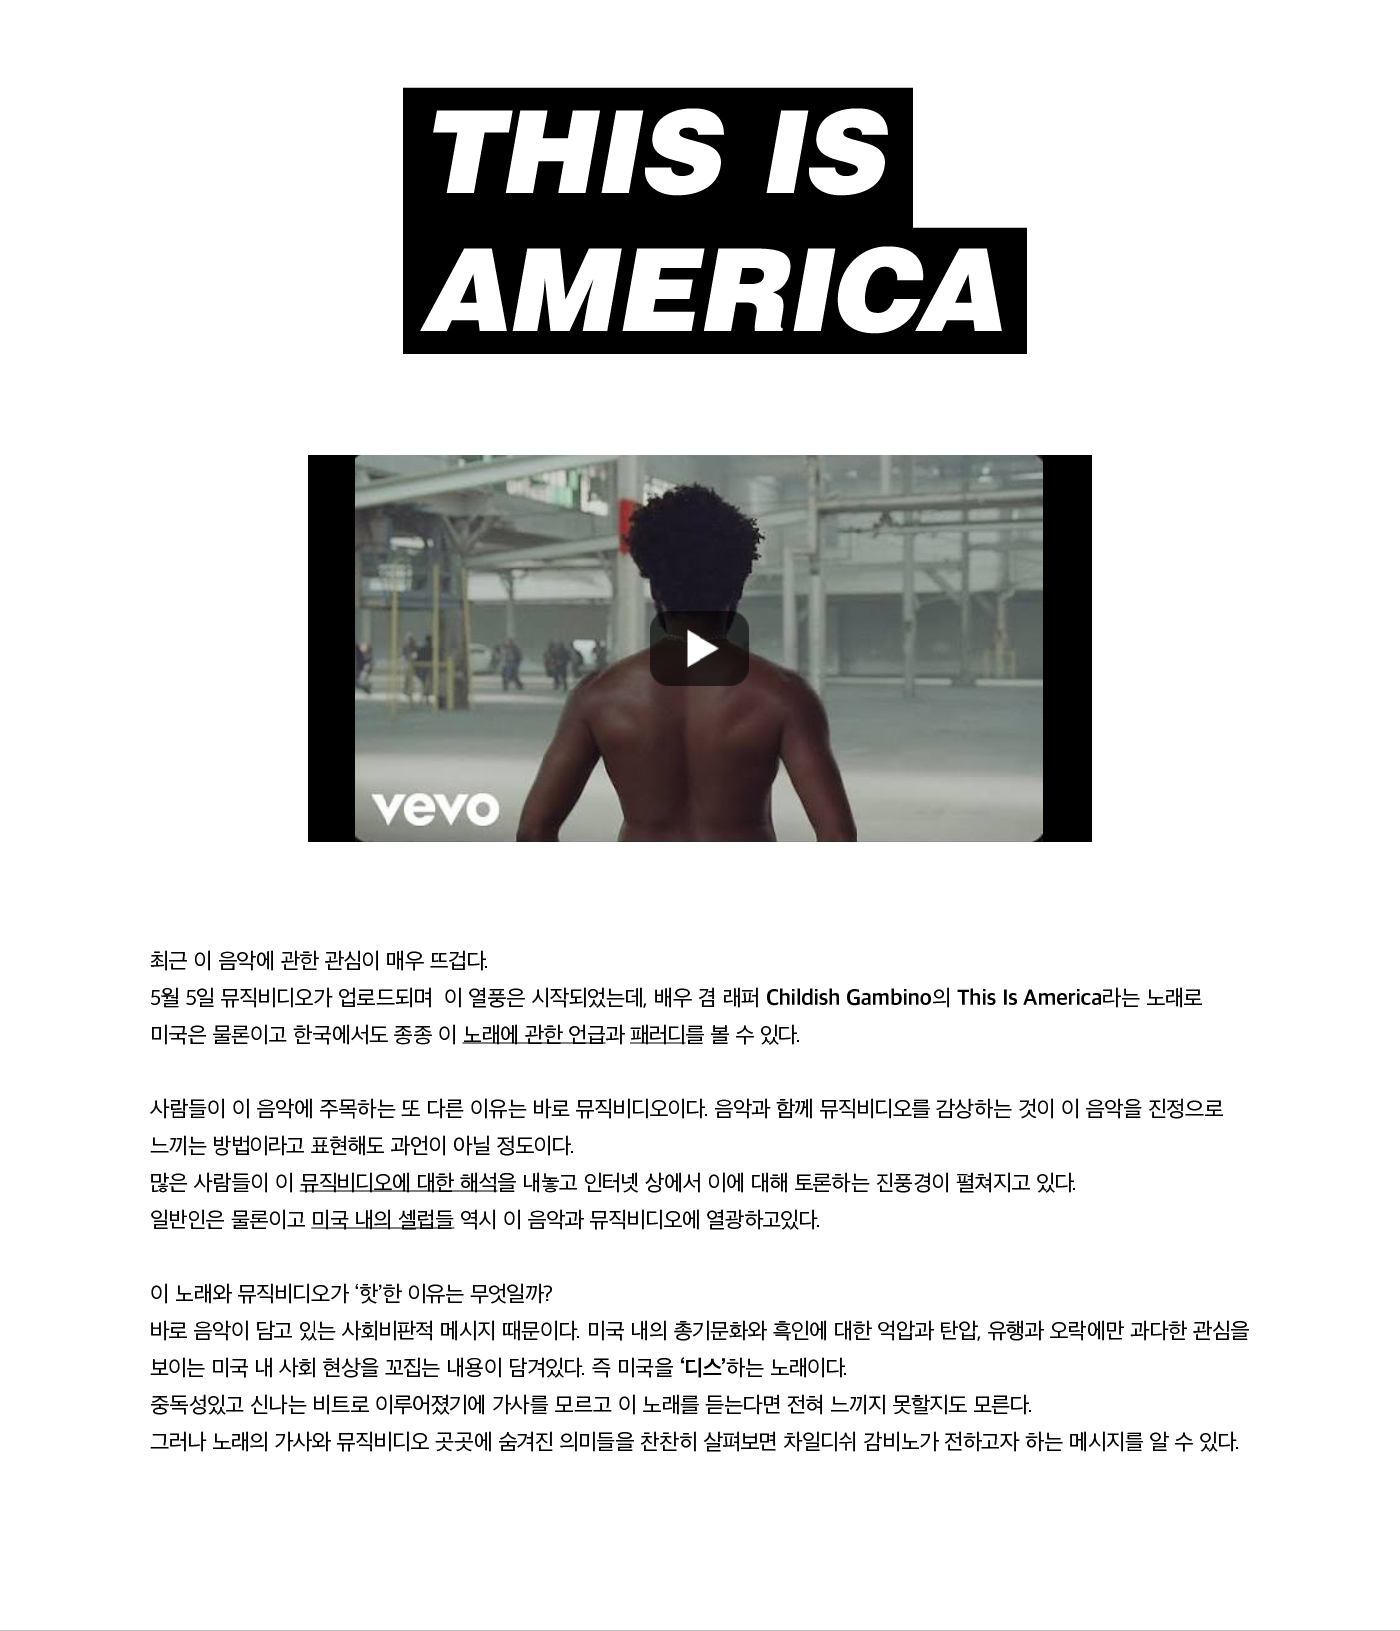 THIS IS
AMERICA
vevo
최근 이 음악에 관한 관심이 매우 뜨겁다.
5월 5일 뮤직비디오가 업로드되며 이 열풍은 시작되었는데, 배우 겸 래퍼 Childish Gambino의 This Is America라는 노래로
미국은 물론이고 한국에서도 종종 이 노래에 관한 언급과 패러디를 볼 수 있다.
사람들이 이 음악에 주목하는 또 다른 이유는 바로 뮤직비디오이다. 음악과 함께 뮤직비디오를 감상하는 것이 이 음악을 진정으로
느끼는 방법이라고 표현해도 과언이 아닐 정도이다.
많은 사람들이 이 뮤직비디오에 대한 해석을 내놓고 인터넷 상에서 이에 대해 토론하는 진풍경이 펼쳐지고 있다.
일반인은 물론이고 미국 내의 셀럽들 역시 이 음악과 뮤직비디오에 열광하고있다.
이 노래와 뮤직비디오가 ‘핫’한 이유는 무엇일까?
바로 음악이 담고 있는 사회비판적 메시지 때문이다. 미국 내의 총기문화와 흑인에 대한 억압과 탄압, 유행과 오락에만 과다한 관심을
보이는 미국 내 사회 현상을 꼬집는 내용이 담겨있다. 즉 미국을 ‘디스’하는 노래이다.
중독성있고 신나는 비트로 이루어졌기에 가사를 모르고 이 노래를 듣는다면 전혀 느끼지 못할지도 모른다.
그러나 노래의 가사와 뮤직비디오 곳곳에 숨겨진 의미들을 찬찬히 살펴보면 차일디쉬 감비노가 전하고자 하는 메시지를 알 수 있다.